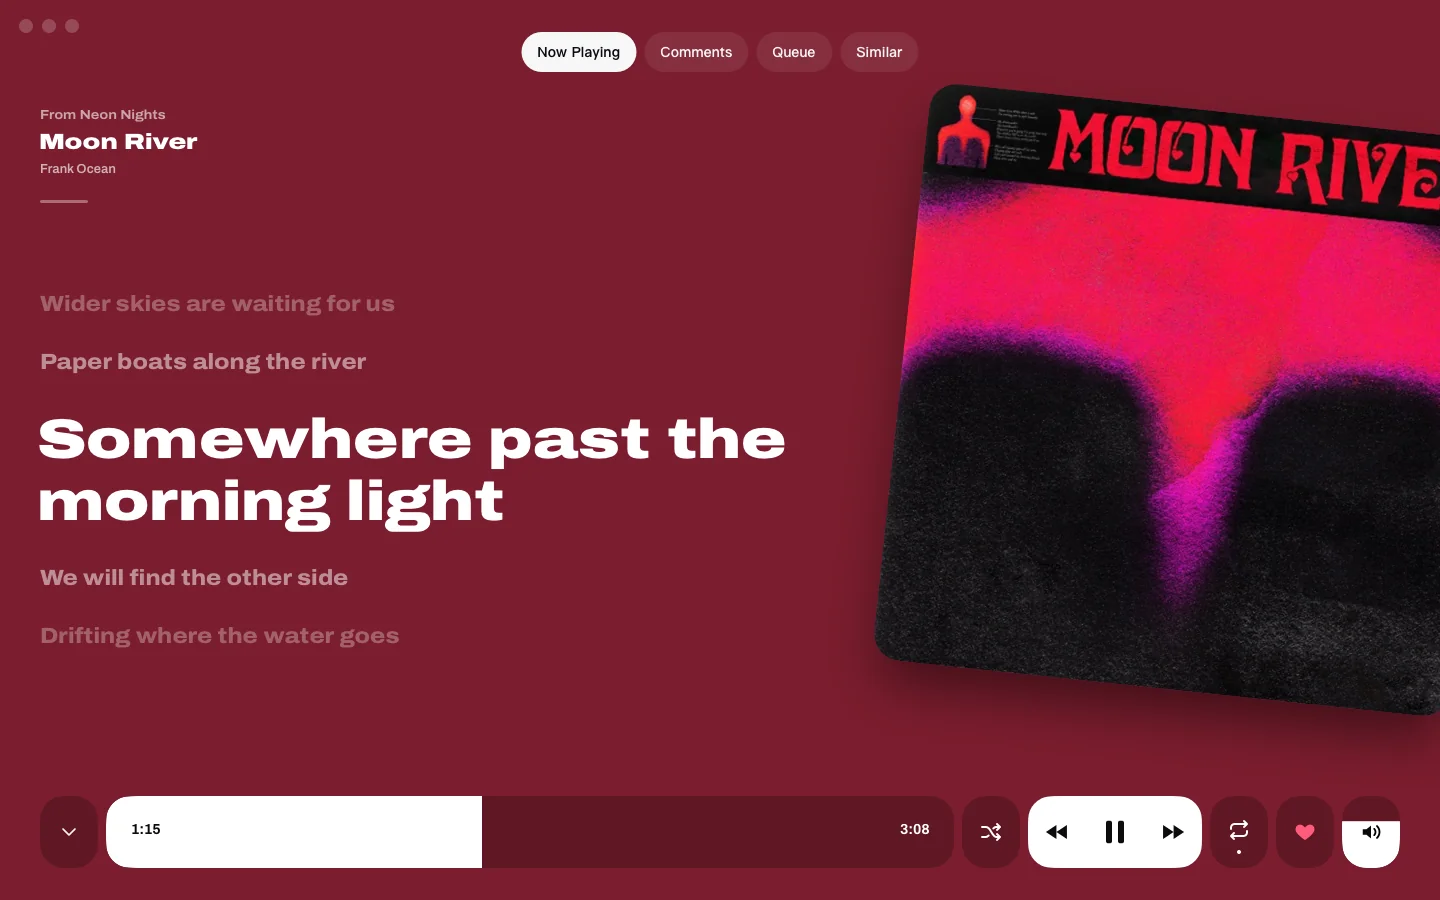 Now Playing
Comments
Queue
Similar
From Neon Nights
Moon River
Frank Ocean
MOON RIVE
Wider skies are waiting for us
Paper boats along the river
Somewhere past the
morning light
We will find the other side
Drifting where the water goes
1:15
3:08